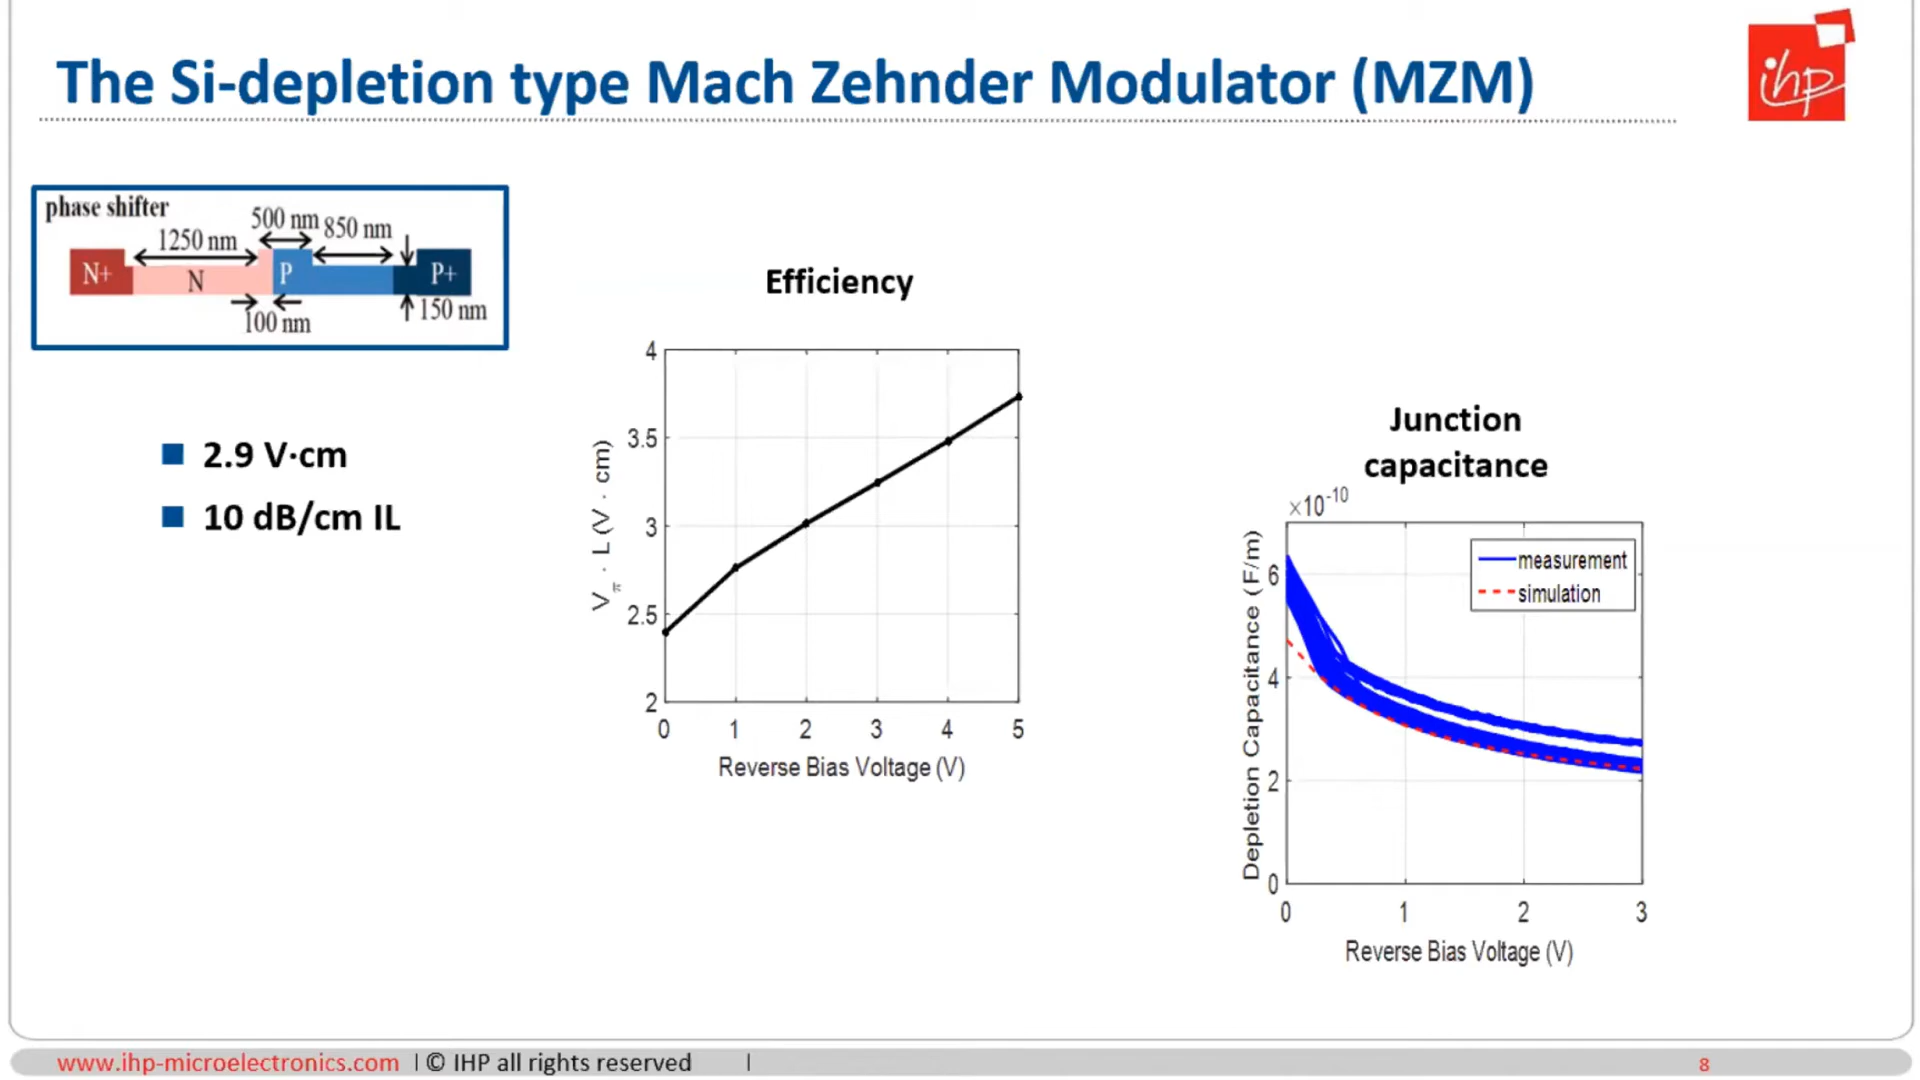 The Si-depletion type Mach Zehnder Modulator (MZM)
ihp
phase shifter
500 nm
850 nm
1250 nm
N+
N
P
P+
100 nm
150 nm
2.9 V·cm
10 dB/cm IL
Efficiency
4
3.5
3
2.5
2
Vπ · L (V · cm)
0 1 2 3 4 5
Reverse Bias Voltage (V)
Junction
capacitance
×10-10
measurement
simulation
6
4
2
0
Depletion Capacitance (F/m)
0 1 2 3
Reverse Bias Voltage (V)
www.ihp-microelectronics.com | © IHP all rights reserved |
8